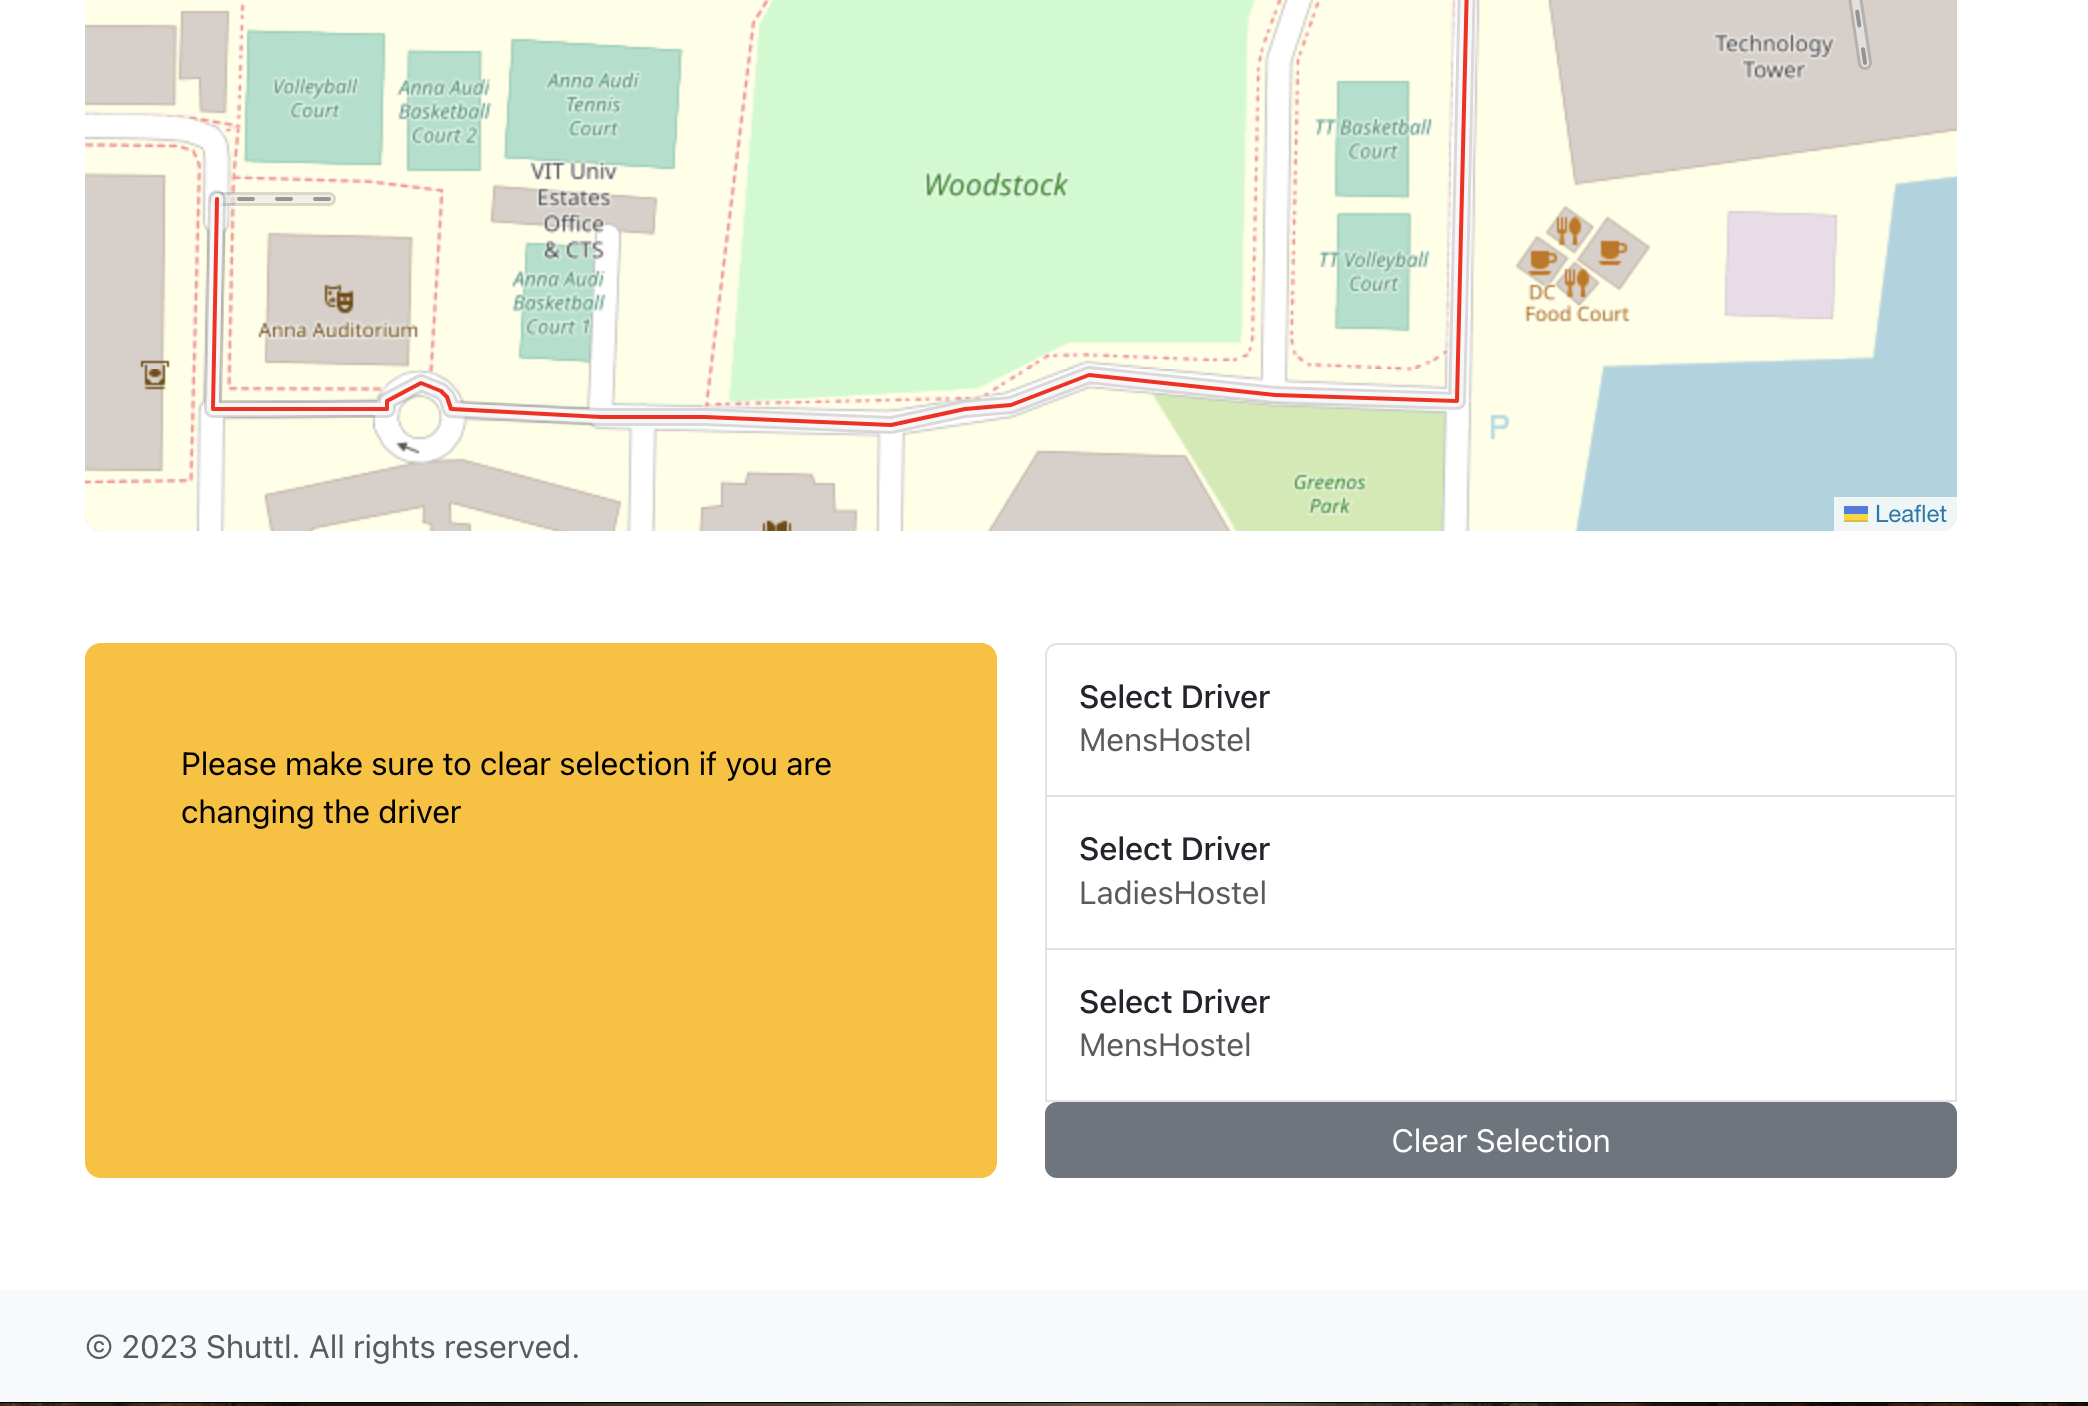 Technology
Tower
Volleyball
Court
Anna Audi
Basketball
Court 2
Anna Audi
Tennis
Court
TT Basketball
Court
VIT Univ
Estates
Office
& CTS
Woodstock
Anna Audi
Basketball
Court 1
TT Volleyball
Court
DC
Food Court
Anna Auditorium
P
Greenos
Park
Leaflet
Please make sure to clear selection if you are
changing the driver
Select Driver
MensHostel
Select Driver
LadiesHostel
Select Driver
MensHostel
Clear Selection
© 2023 Shuttl. All rights reserved.